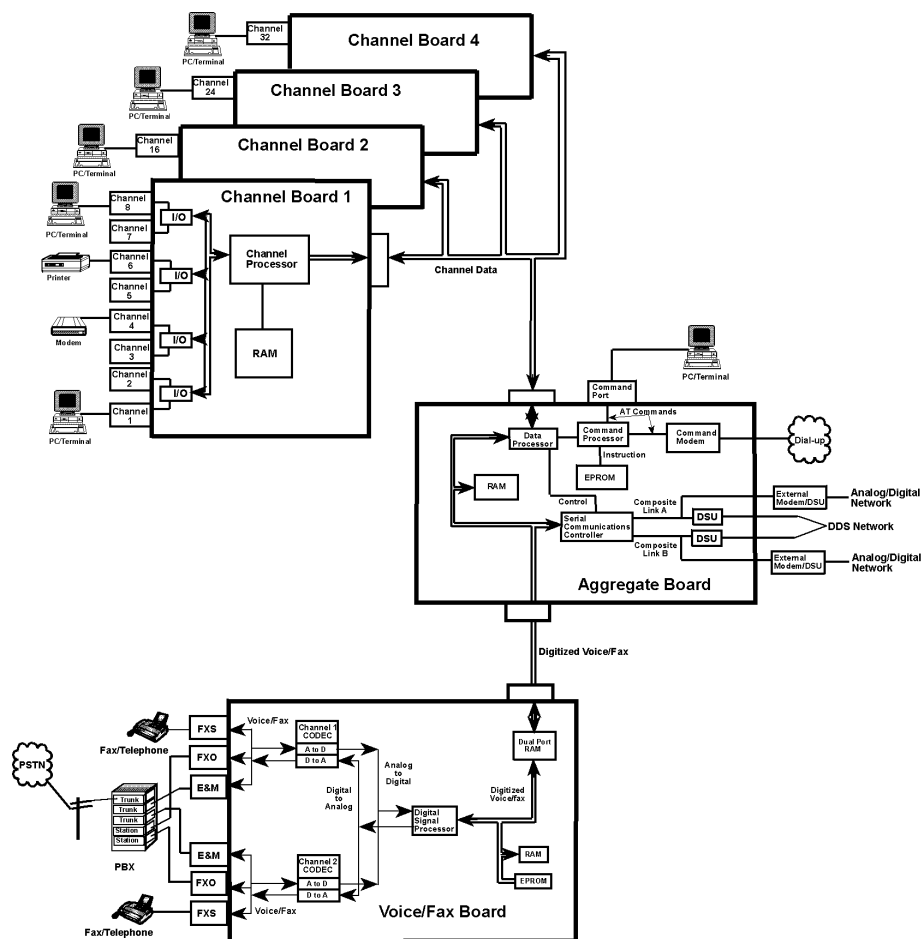 Channel
32
Channel Board 4
PC/Terminal
Channel
24
Channel Board 3
PC/Terminal
Channel
16
Channel Board 2
PC/Terminal
Channel Board 1
Channel
8
I/O
PC/Terminal
Channel
7
Channel
6
Printer
I/O
Channel
5
Channel
Processor
Channel Data
Channel
4
Modem
I/O
Channel
3
RAM
Channel
2
I/O
Channel
1
PC/Terminal
PC/Terminal
Command
Port
AT Commands
Data
Processor
Command
Processor
Command
Modem
Dial-up
Instruction
EPROM
RAM
Control
Composite
Link A
External
Modem/DSU
Analog/Digital
Network
Serial
Communications
Controller
DSU
DDS Network
DSU
Composite
Link B
External
Modem/DSU
Analog/Digital
Network
Aggregate Board
Digitized Voice/Fax
FXS
Fax/Telephone
Voice/Fax
Channel 1
CODEC
A to D
D to A
Dual Port
RAM
PSTN
FXO
E&M
Analog
to
Digital
Digital
to
Analog
Digitized
Voice/fax
Digital
Signal
Processor
Trunk
Trunk
Trunk
Station
Station
PBX
E&M
FXO
Channel 2
CODEC
A to D
D to A
RAM
EPROM
FXS
Voice/Fax
Fax/Telephone
Voice/Fax Board